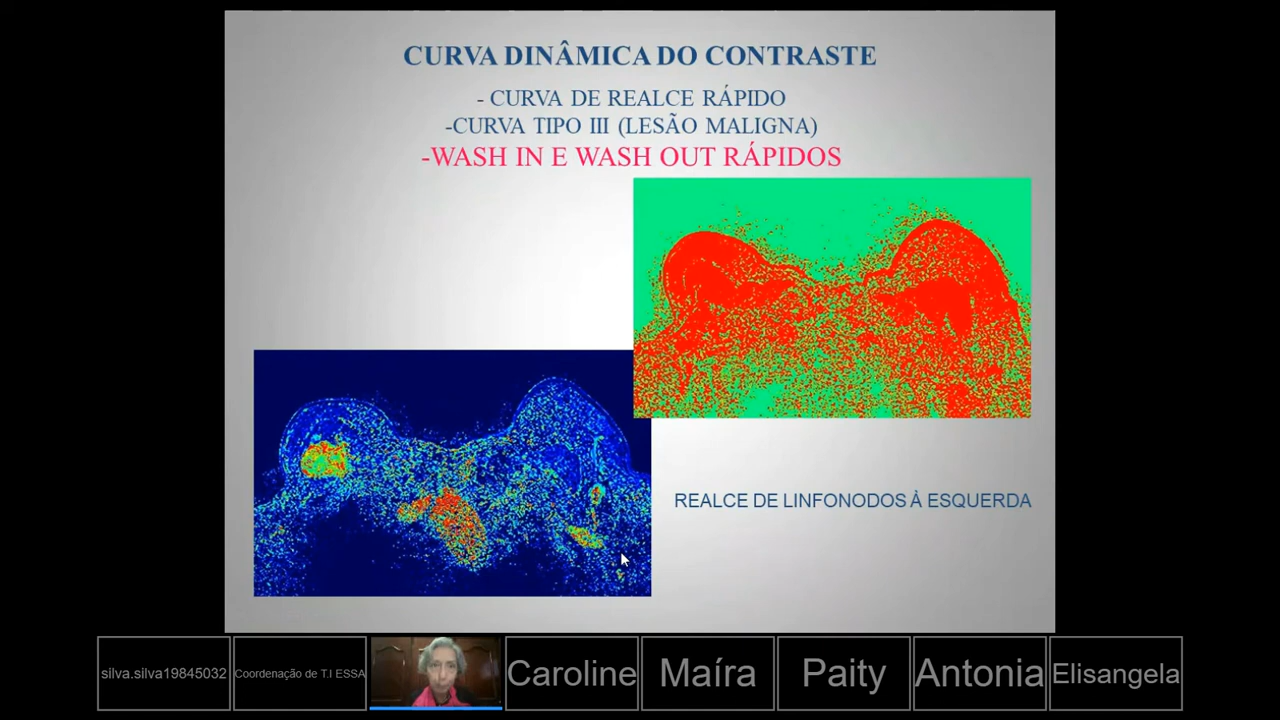 CURVA DINÂMICA DO CONTRASTE
- CURVA DE REALCE RÁPIDO
-CURVA TIPO III (LESÃO MALIGNA)
-WASH IN E WASH OUT RÁPIDOS
REALCE DE LINFONODOS À ESQUERDA
silva.silva19845032
Coordenação de T.I ESSA
Caroline
Maíra
Paity
Antonia
Elisangela